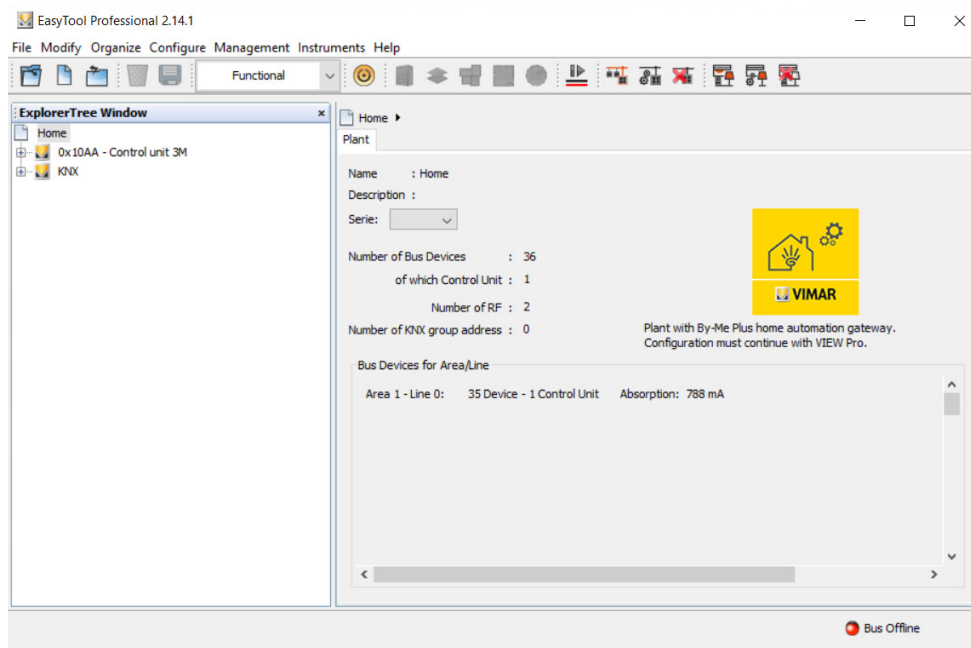 EasyTool Professional 2.14.1
File Modify Organize Configure Management Instruments Help
Functional
ExplorerTree Window
Home
0x10AA - Control unit 3M
KNX
Home
Plant
Name : Home
Description :
Serie:
Number of Bus Devices : 36
of which Control Unit : 1
Number of RF : 2
Number of KNX group address : 0
VIMAR
Plant with By-Me Plus home automation gateway.
Configuration must continue with VIEW Pro.
Bus Devices for Area/Line
Area 1 - Line 0: 35 Device - 1 Control Unit Absorption: 788 mA
Bus Offline